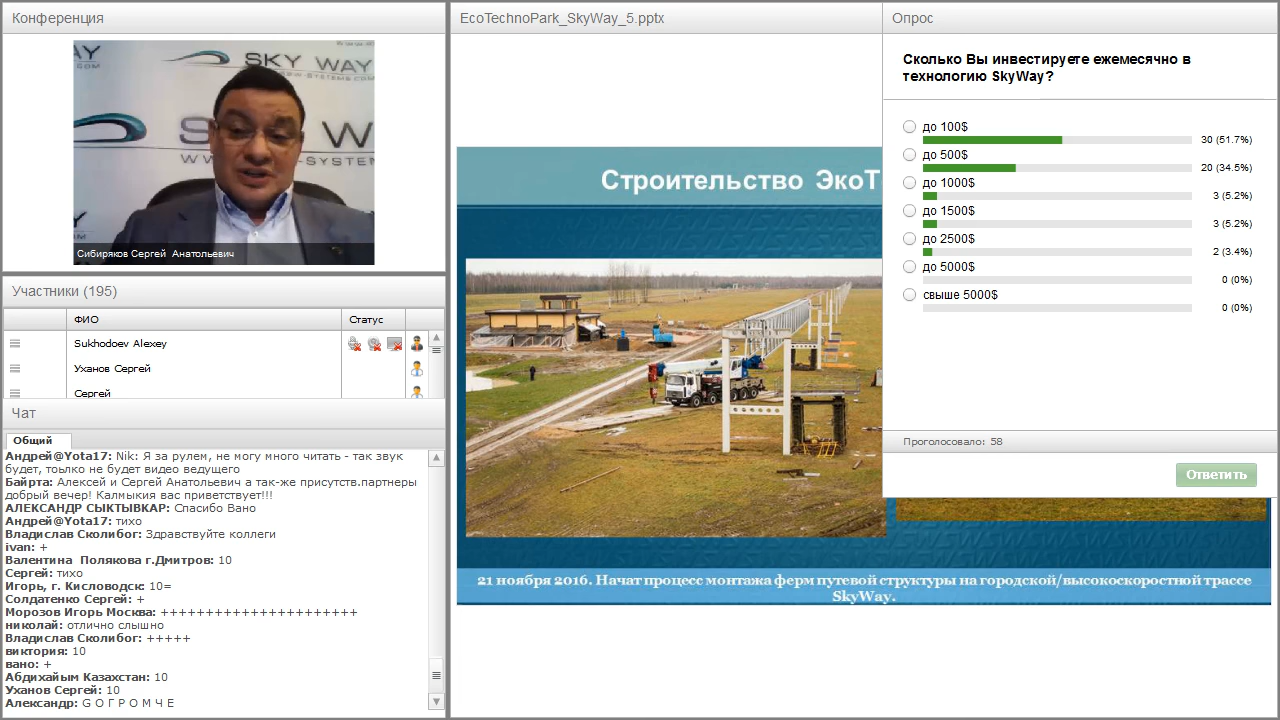 Конференция
SKY WAY
Сибиряков Сергей Анатольевич
Участники (195)
ФИО
Статус
Sukhodoev Alexey
Уханов Сергей
Сергей
Чат
Общий
Андрей@Yota17: Nik: Я за рулем, не могу много читать - так звук
будет, тоьлко не будет видео ведущего
Байрта: Алексей и Сергей Анатольевич а так-же присутств.партнеры
добрый вечер! Калмыкия вас приветствует!!!
АЛЕКСАНДР СЫКТЫВКАР: Спасибо Вано
Андрей@Yota17: тихо
Владислав Сколибог: Здравствуйте коллеги
ivan: +
Валентина Полякова г.Дмитров: 10
Сергей: тихо
Игорь, г. Кисловодск: 10=
Солдатенко Сергей: +
Морозов Игорь Москва: ++++++++++++++++++++++
николай: отлично слышно
Владислав Сколибог: +++++
виктория: 10
вано: +
Абдихайым Казахстан: 10
Уханов Сергей: 10
Александр: G О Г Р О М Ч Е
EcoTechnoPark_SkyWay_5.pptx
Строительство ЭкоТ
21 ноября 2016. Начат процесс монтажа ферм путевой структуры на городской/высокоскоростной трассе
SkyWay.
Опрос
Сколько Вы инвестируете ежемесячно в
технологию SkyWay?
до 100$
30 (51.7%)
до 500$
20 (34.5%)
до 1000$
3 (5.2%)
до 1500$
3 (5.2%)
до 2500$
2 (3.4%)
до 5000$
0 (0%)
свыше 5000$
0 (0%)
Проголосовало: 58
Ответить